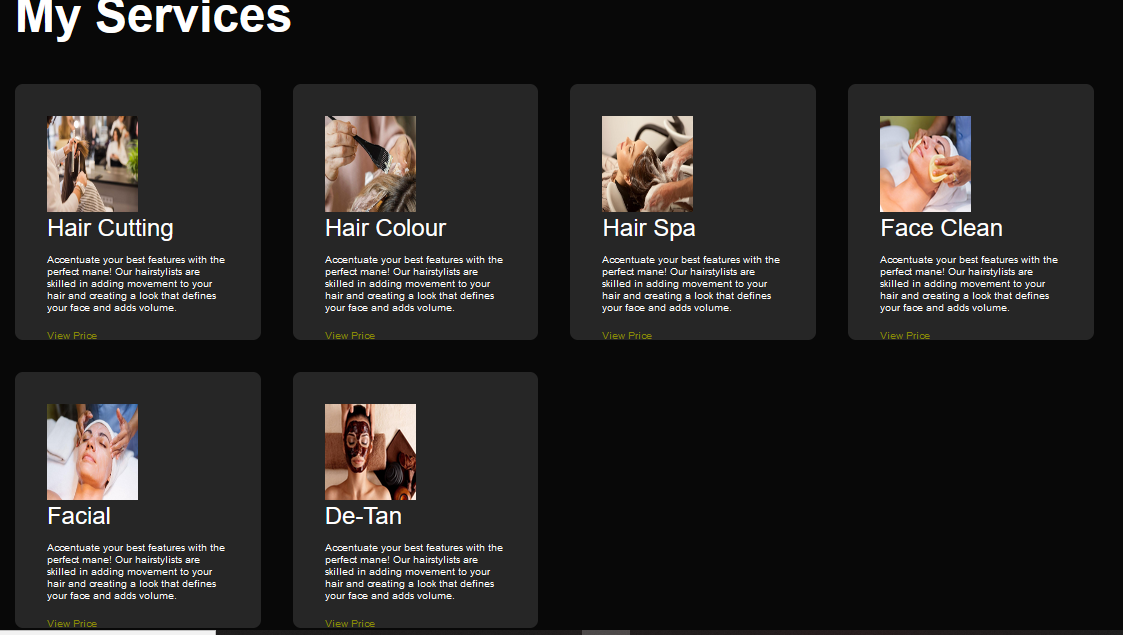 My Services
Hair Cutting
Accentuate your best features with the
perfect mane! Our hairstylists are
skilled in adding movement to your
hair and creating a look that defines
your face and adds volume.
View Price
Hair Colour
Accentuate your best features with the
perfect mane! Our hairstylists are
skilled in adding movement to your
hair and creating a look that defines
your face and adds volume.
View Price
Hair Spa
Accentuate your best features with the
perfect mane! Our hairstylists are
skilled in adding movement to your
hair and creating a look that defines
your face and adds volume.
View Price
Face Clean
Accentuate your best features with the
perfect mane! Our hairstylists are
skilled in adding movement to your
hair and creating a look that defines
your face and adds volume.
View Price
Facial
Accentuate your best features with the
perfect mane! Our hairstylists are
skilled in adding movement to your
hair and creating a look that defines
your face and adds volume.
View Price
De-Tan
Accentuate your best features with the
perfect mane! Our hairstylists are
skilled in adding movement to your
hair and creating a look that defines
your face and adds volume.
View Price